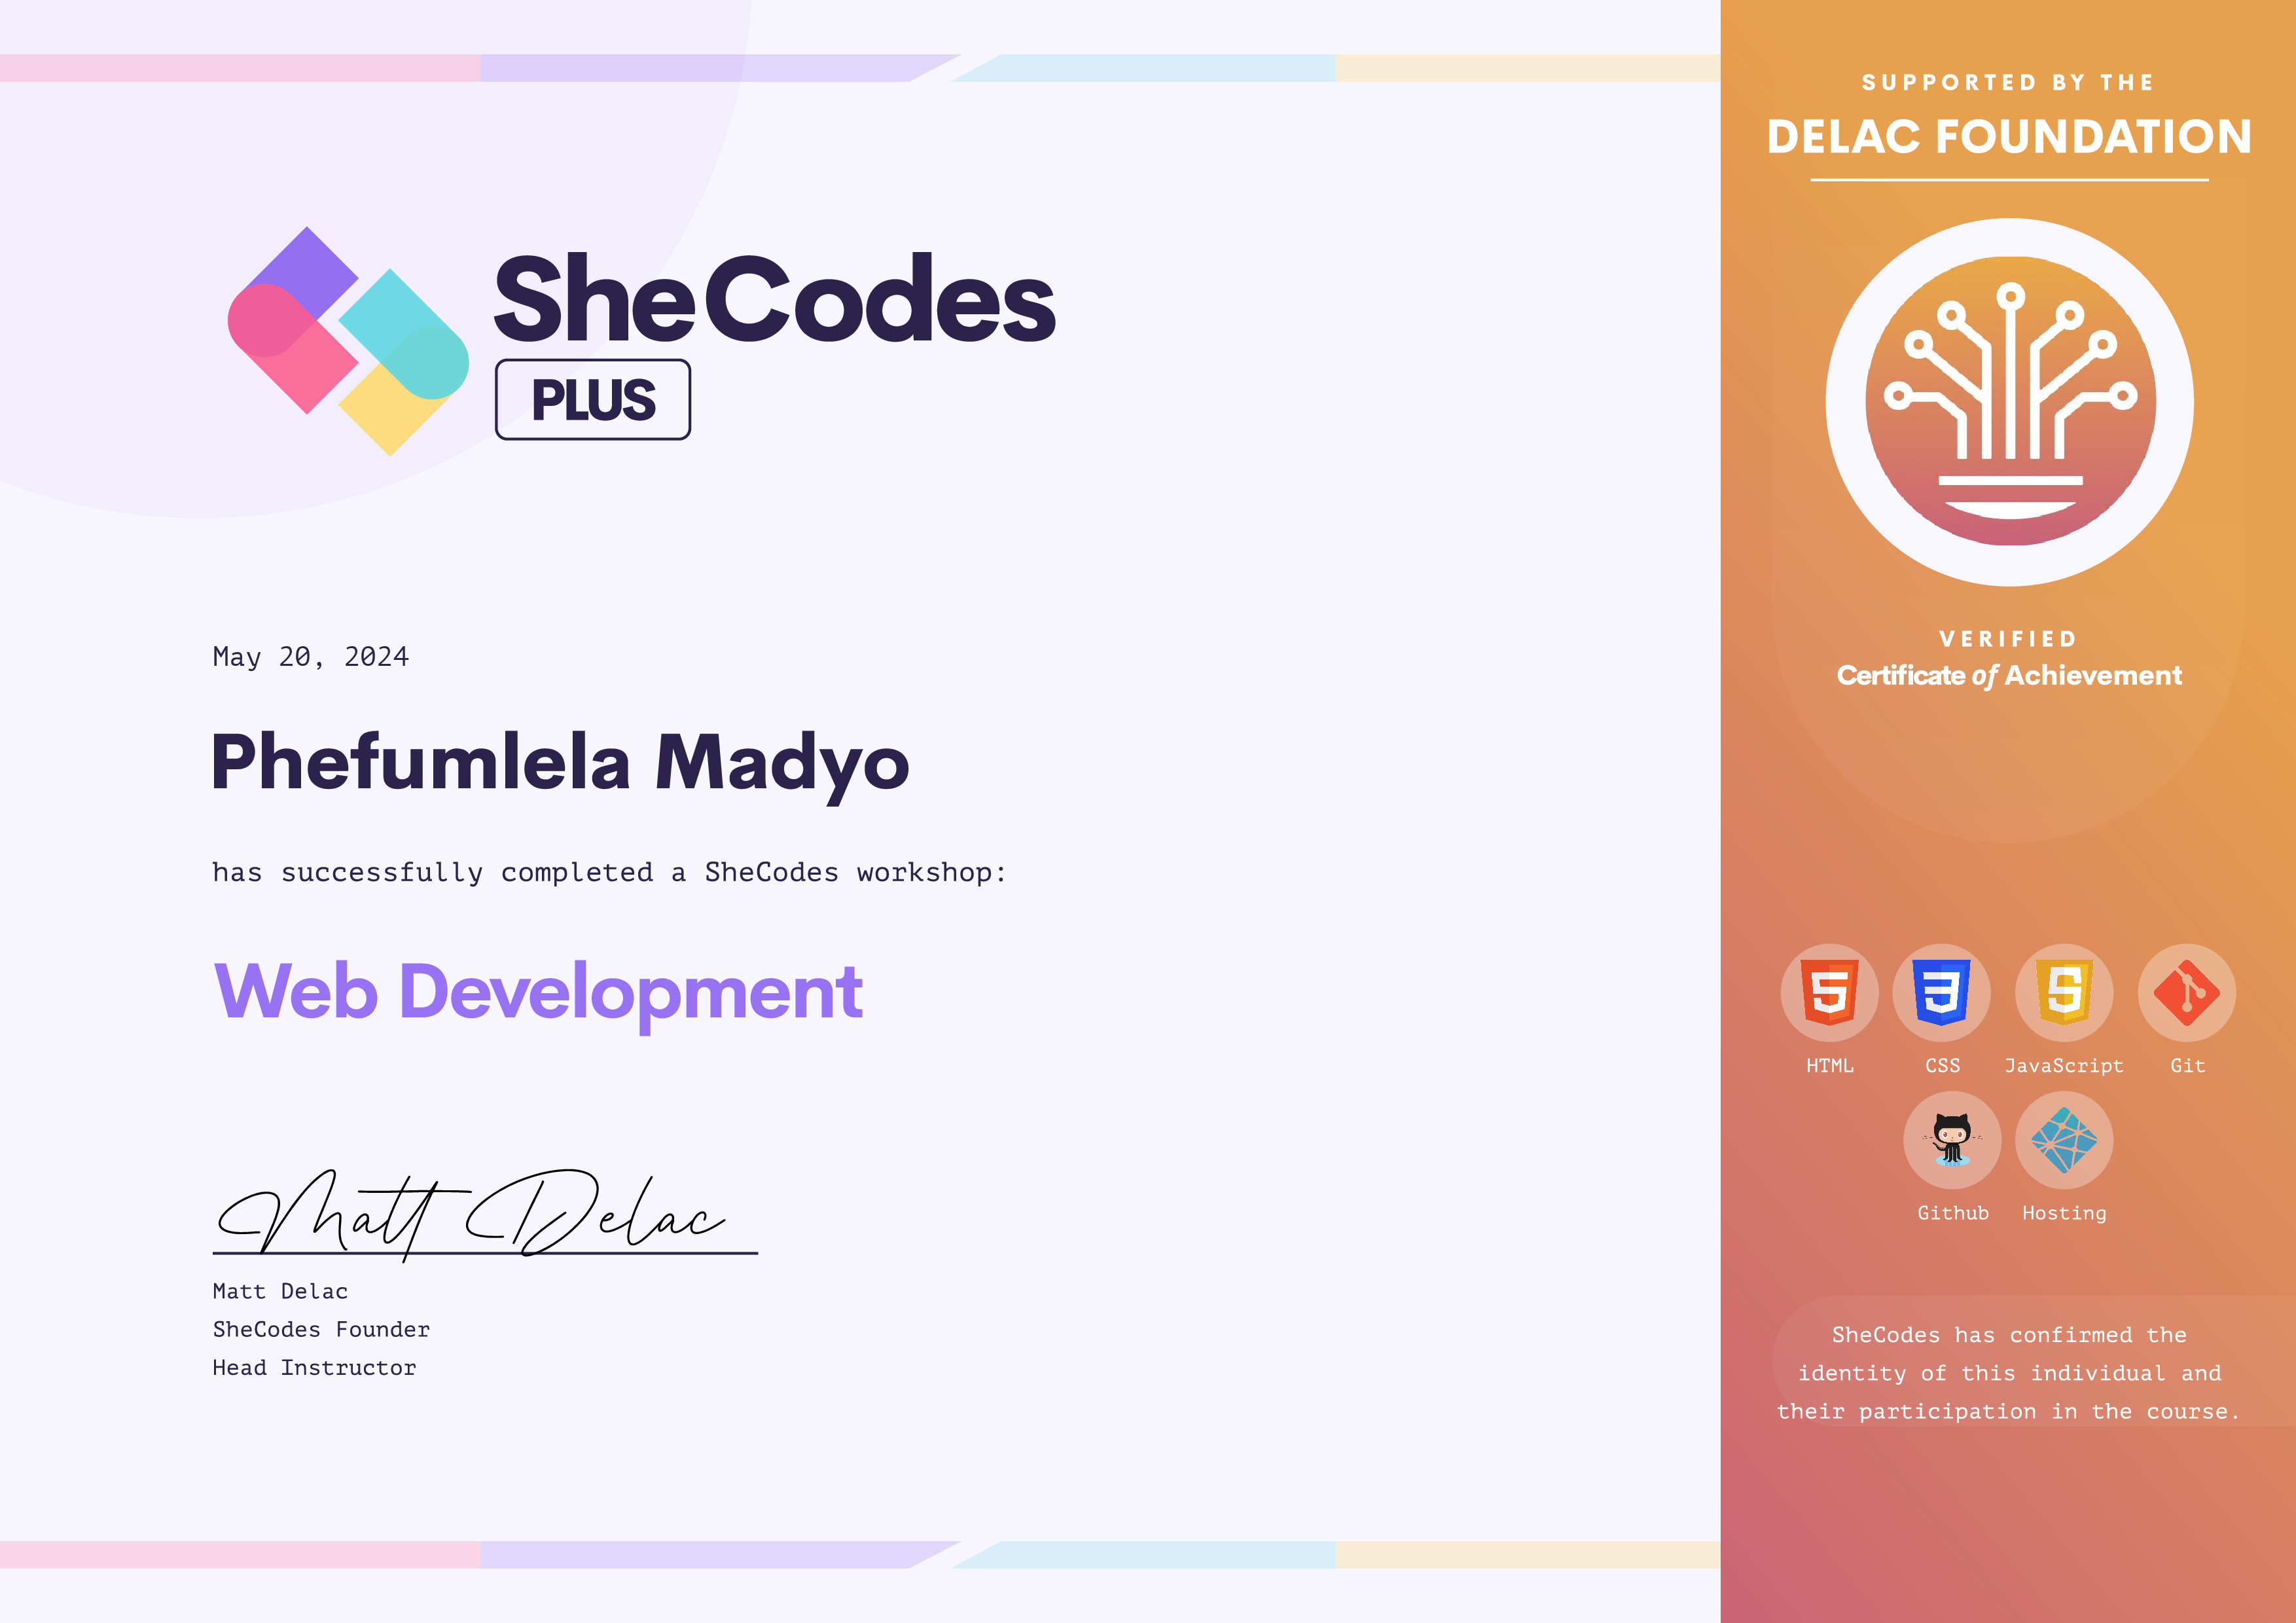 SheCodes
PLUS
May 20, 2024
Phefumlela Madyo
has successfully completed a SheCodes workshop:
Web Development
Matt Delac
Matt Delac
SheCodes Founder
Head Instructor
SUPPORTED BY THE
DELAC FOUNDATION
VERIFIED
Certificate of Achievement
HTML CSS JavaScript Git
Github Hosting
SheCodes has confirmed the
identity of this individual and
their participation in the course.